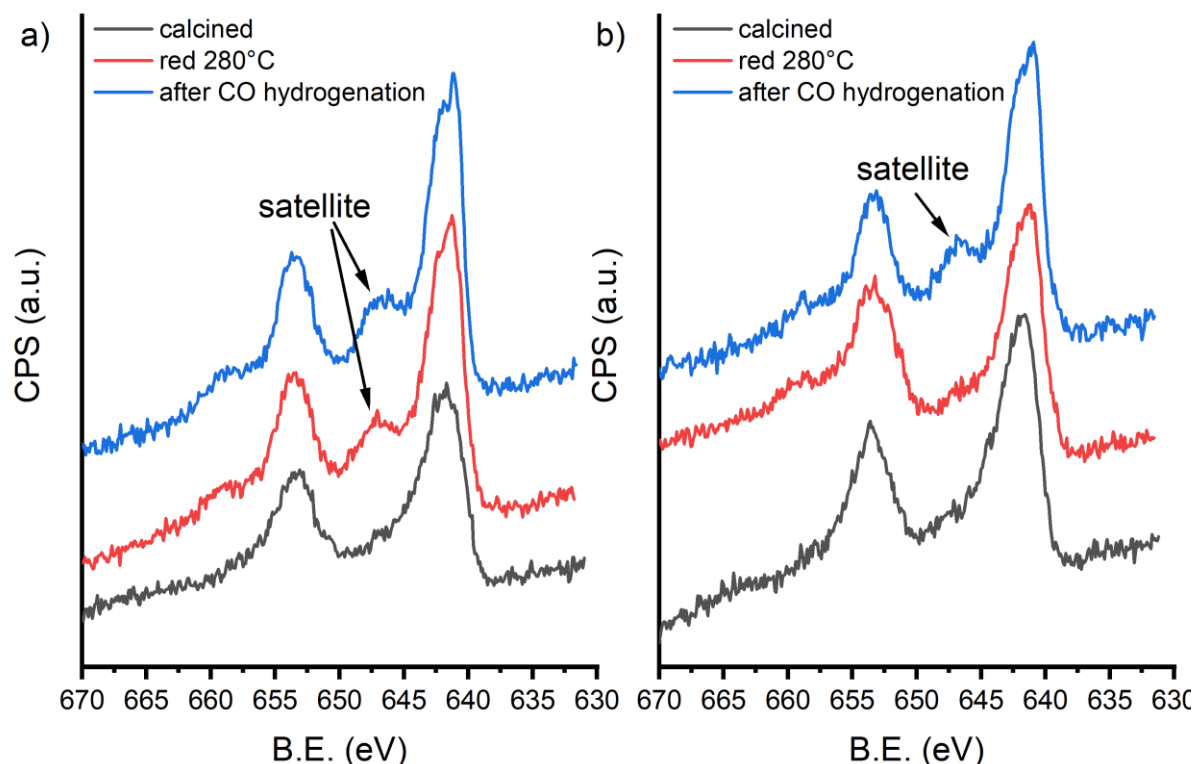 a)
calcined
red 280°C
after CO hydrogenation
satellite
CPS (a.u.)
670 665 660 655 650 645 640 635 630
B.E. (eV)
b)
calcined
red 280°C
after CO hydrogenation
satellite
CPS (a.u.)
670 665 660 655 650 645 640 635 630
B.E. (eV)